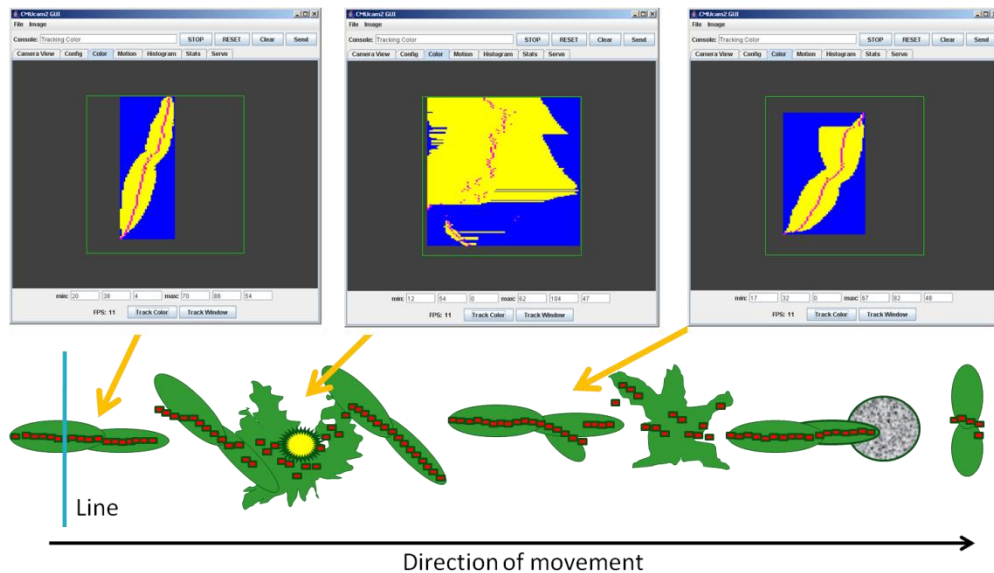 CMUcam2 GUI
File Image
Console: Tracking Color STOP RESET Clear Send
Camera View Config Color Motion Histogram Stats Servo
min: 20 38 4 max: 70 88 54
FPS: 11 Track Color Track Window
CMUcam2 GUI
File Image
Console: Tracking Color STOP RESET Clear Send
Camera View Config Color Motion Histogram Stats Servo
min: 12 54 0 max: 62 104 47
FPS: 11 Track Color Track Window
CMUcam2 GUI
File Image
Console: Tracking Color STOP RESET Clear Send
Camera View Config Color Motion Histogram Stats Servo
min: 17 32 0 max: 67 82 48
FPS: 11 Track Color Track Window
Line
Direction of movement